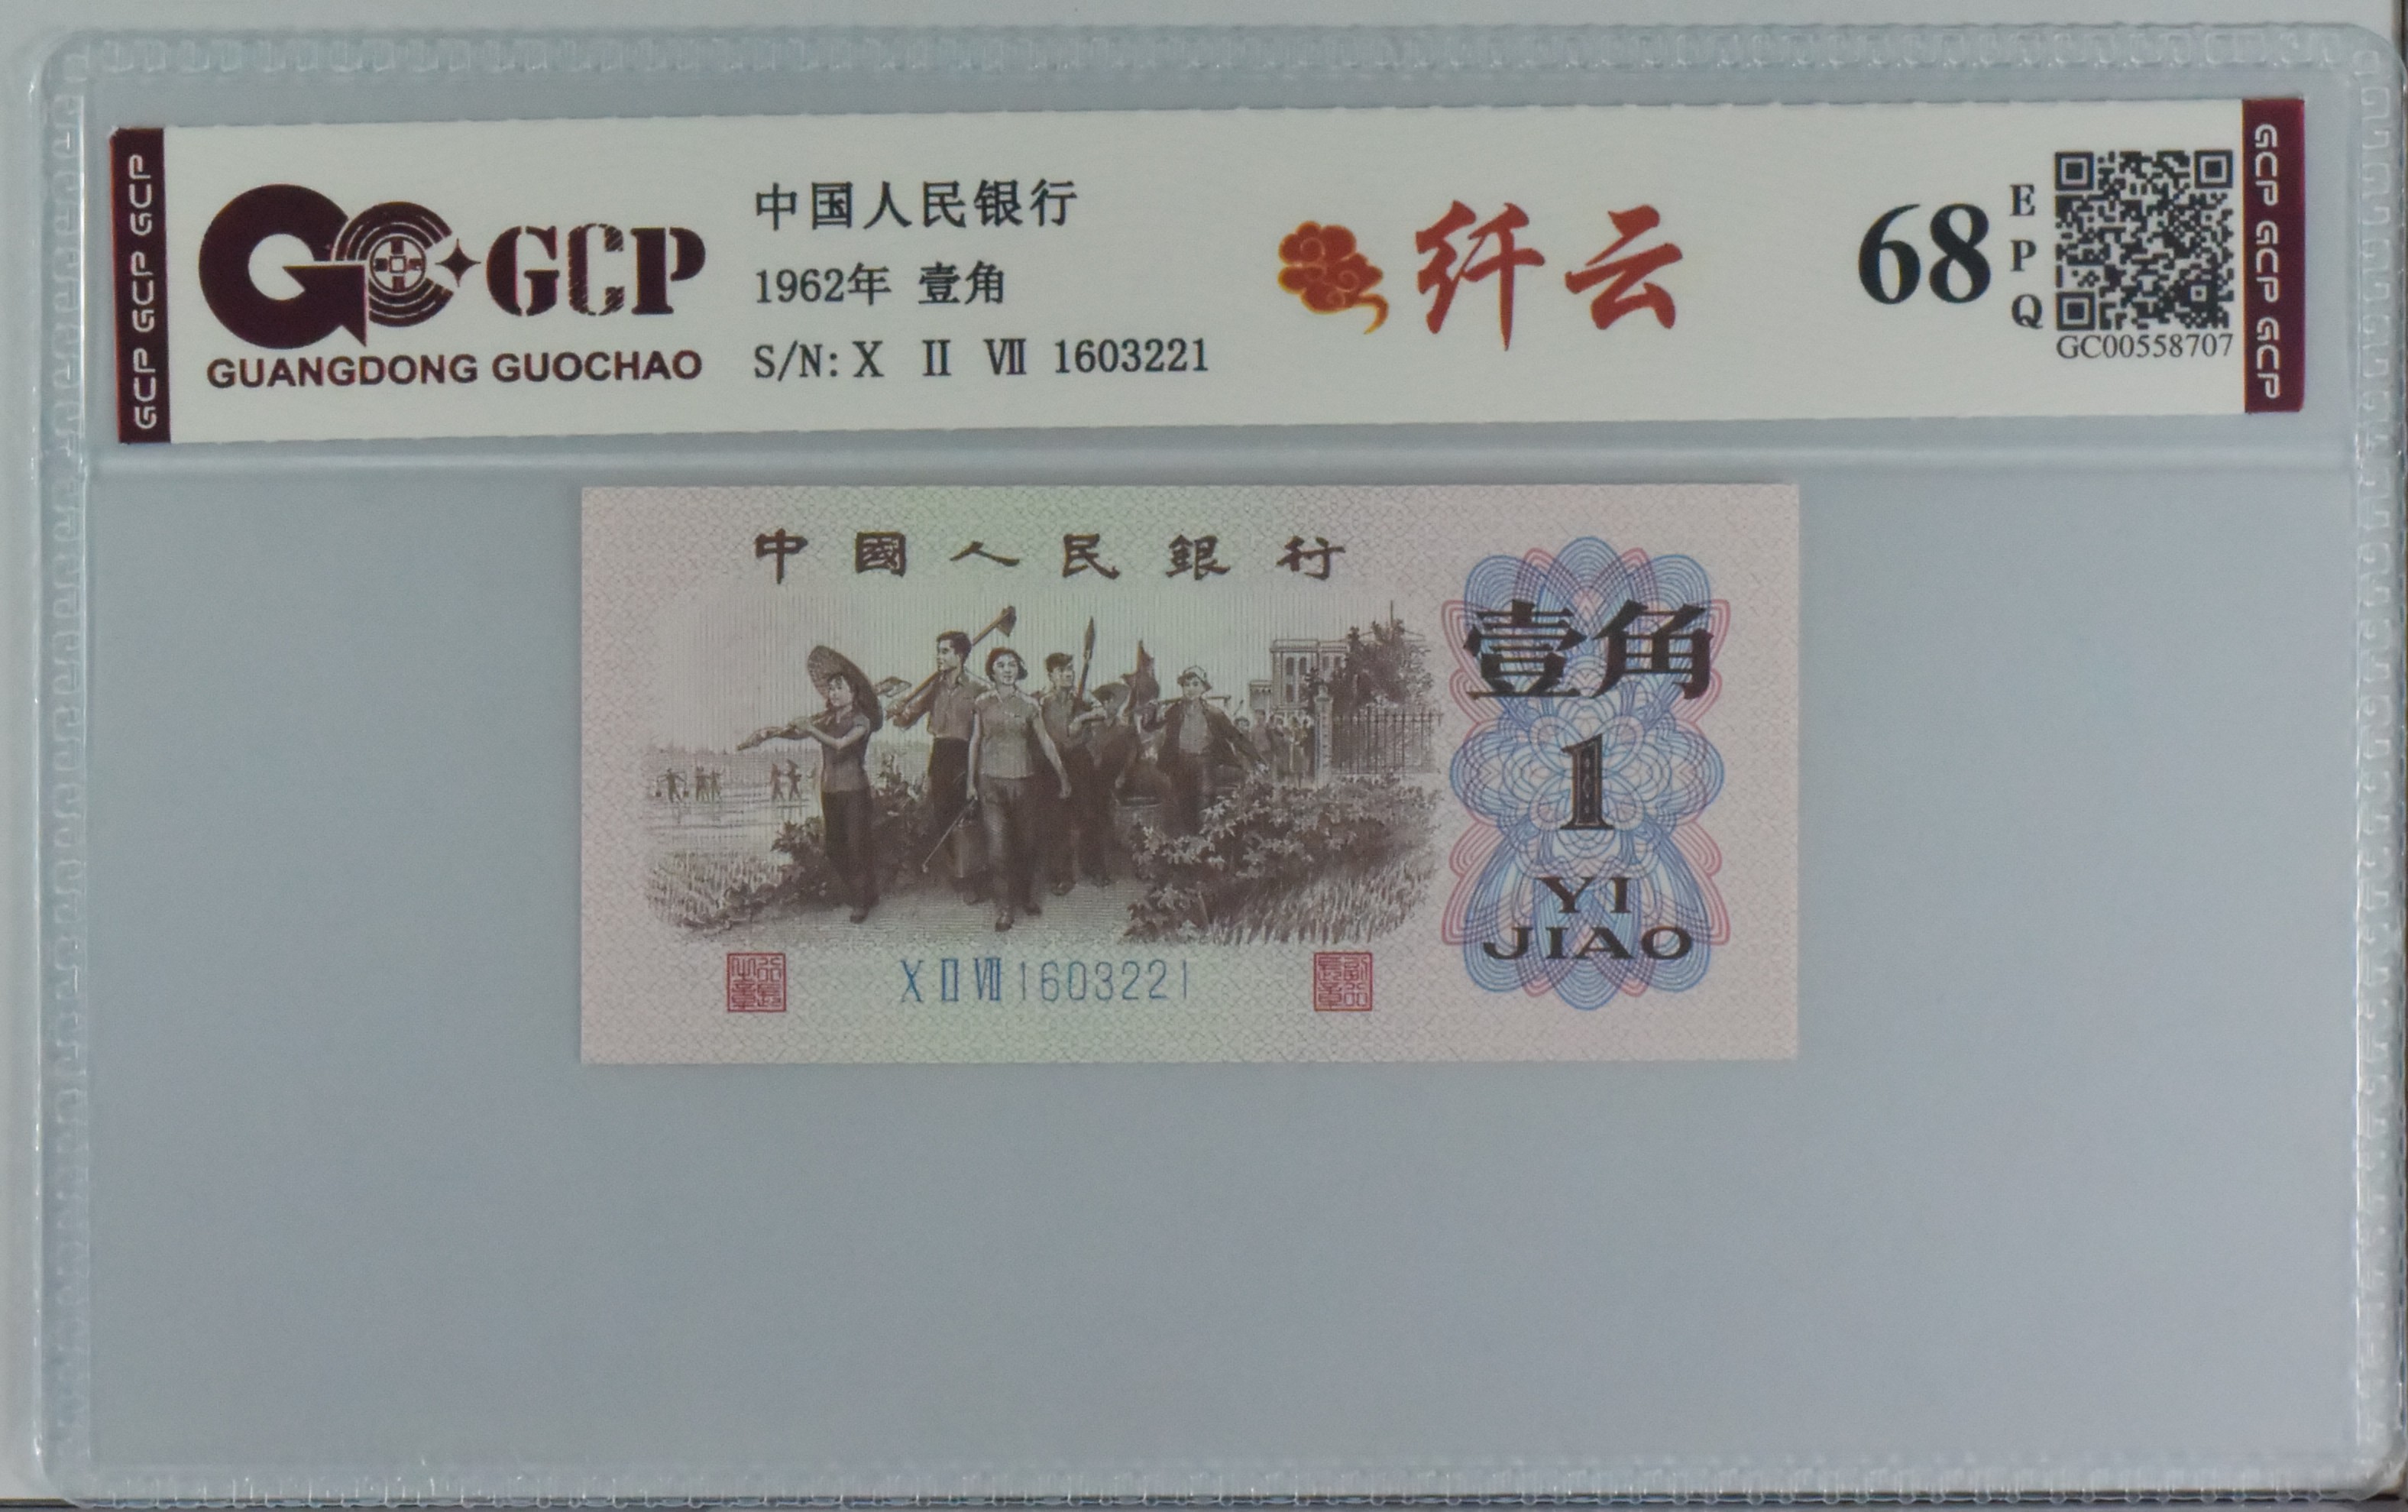 GCP GCP GCP
GCP
GUANGDONG GUOCHAO
中国人民银行
1962年 壹角
S/N: X II VII 1603221
纤云
68
EPQ
GC00558707
GCP GCP GCP
中國人民銀行
壹角
1
YI
JIAO
X II VII 1603221